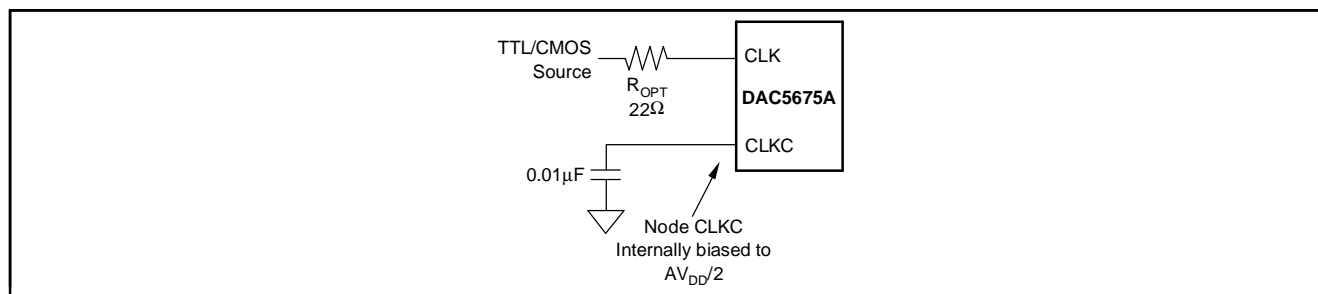 TTL/CMOS
Source
R_OPT
22Ω
CLK
DAC5675A
CLKC
0.01μF
Node CLKC
Internally biased to
AV_DD/2